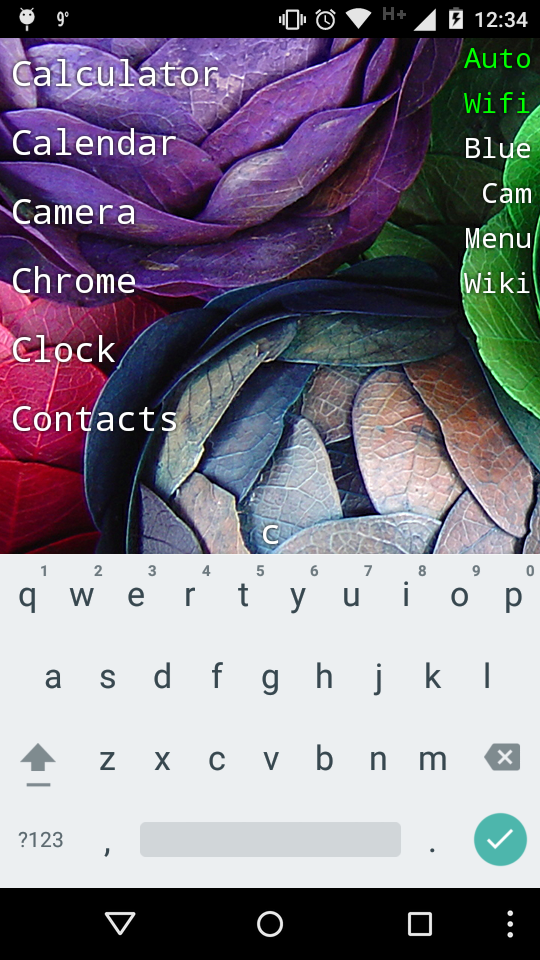 9° H+ 12:34
Calculator
Calendar
Camera
Chrome
Clock
Contacts
Auto
Wifi
Blue
Cam
Menu
Wiki
c
1 2 3 4 5 6 7 8 9 0
q w e r t y u i o p
a s d f g h j k l
z x c v b n m
?123 , .